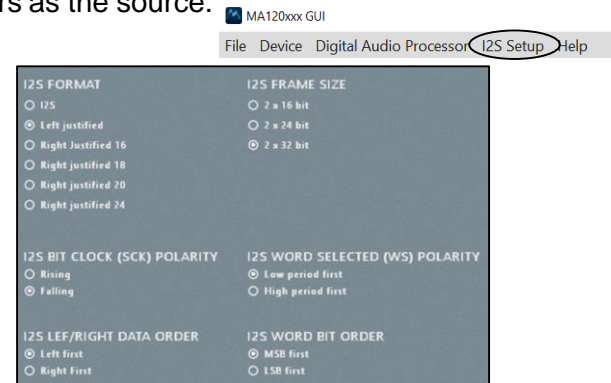 rs as the source.
MA120xxx GUI
File Device Digital Audio Processor I2S Setup Help
I2S FORMAT
I2S
Left justified
Right Justified 16
Right justified 18
Right justified 20
Right justified 24
I2S FRAME SIZE
2 x 16 bit
2 x 24 bit
2 x 32 bit
I2S BIT CLOCK (SCK) POLARITY
Rising
Falling
I2S WORD SELECTED (WS) POLARITY
Low period first
High period first
I2S LEF/RIGHT DATA ORDER
Left first
Right First
I2S WORD BIT ORDER
MSB first
LSB first